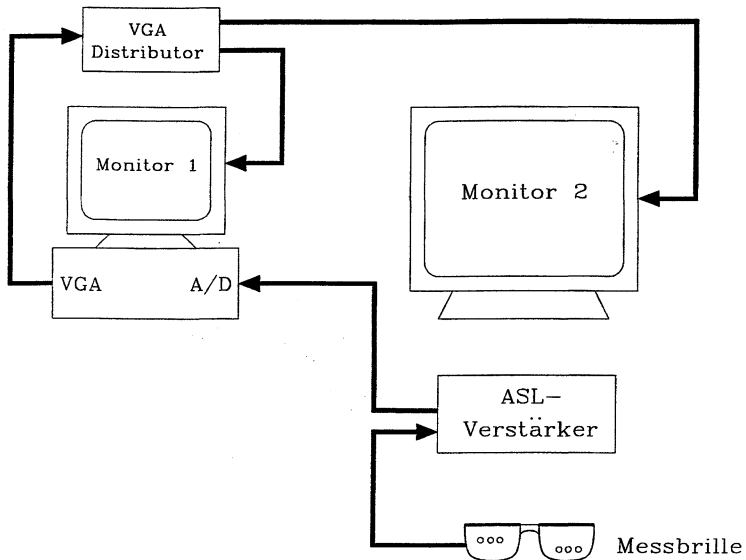 VGA
Distributor
Monitor 1
Monitor 2
VGA A/D
ASL-
Verstärker
Messbrille